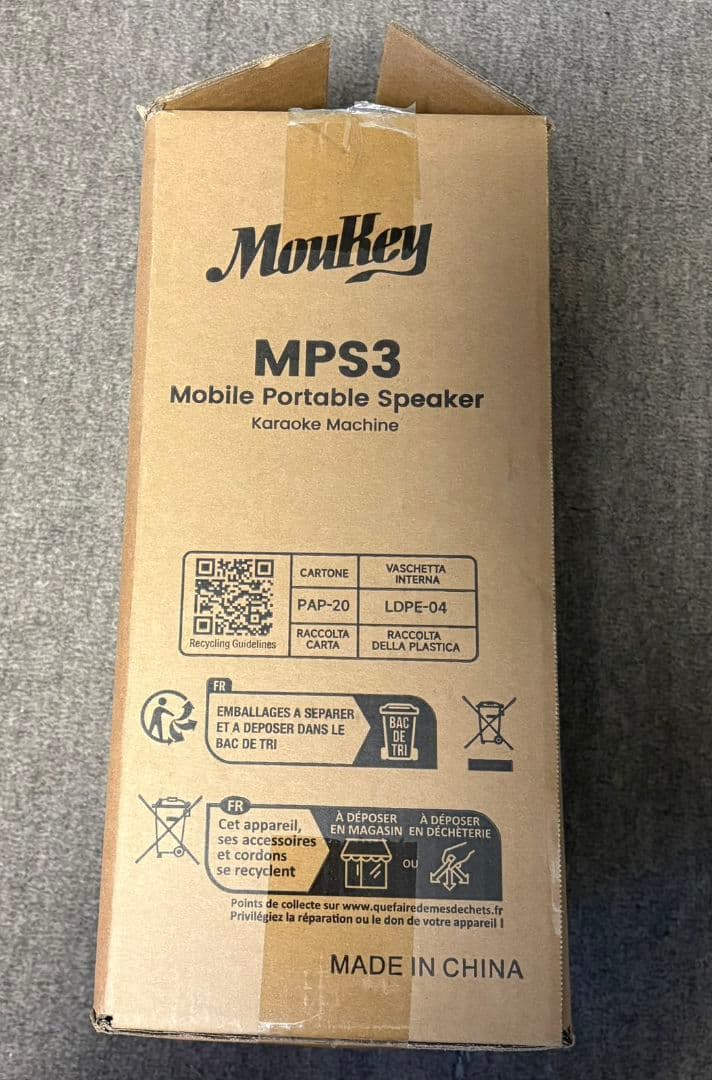 MouKey
MPS3
Mobile Portable Speaker
Karaoke Machine
CARTONE
VASCHETTA
INTERNA
PAP-20
LDPE-04
RACCOLTA
CARTA
RACCOLTA
DELLA PLASTICA
Recycling Guidelines
FR
EMBALLAGES A SEPARER
ET A DEPOSER DANS LE
BAC DE TRI
BAC
DE
TRI
FR
Cet appareil,
ses accessoires
et cordons
se recyclent
À DÉPOSER
EN MAGASIN
OU
À DÉPOSER
EN DÉCHÈTERIE
Points de collecte sur www.quefairedemesdechets.fr
Privilégiez la réparation ou le don de votre appareil !
MADE IN CHINA